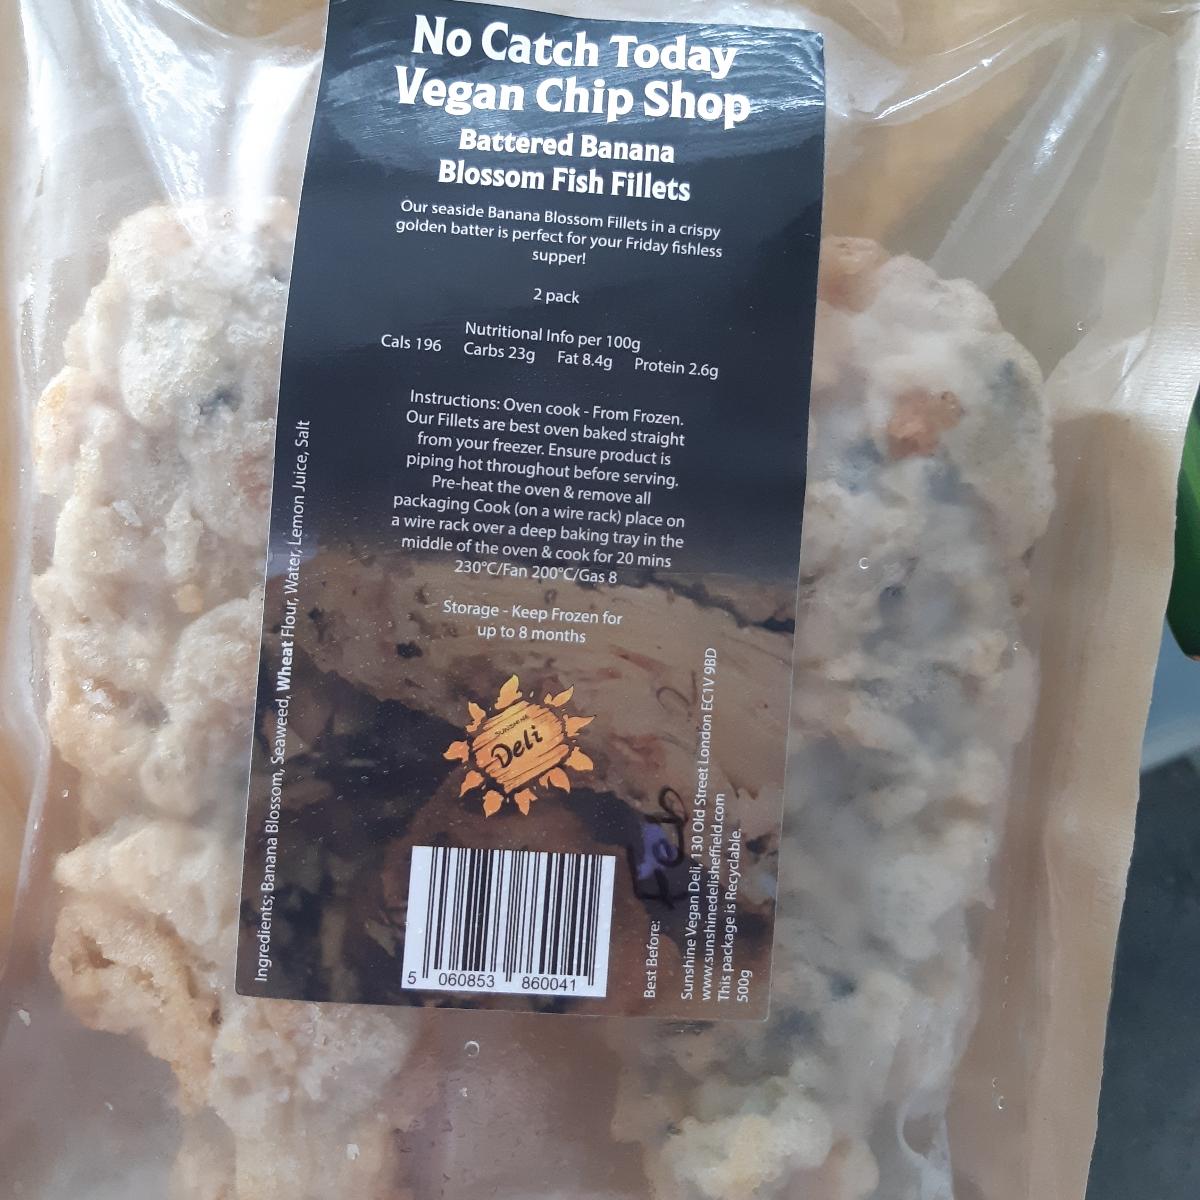 No Catch Today
Vegan Chip Shop
Battered Banana
Blossom Fish Fillets
Our seaside Banana Blossom Fillets in a crispy
golden batter is perfect for your Friday fishless
supper!
2 pack
Nutritional Info per 100g
Cals 196 Carbs 23g Fat 8.4g Protein 2.6g
Instructions: Oven cook - From Frozen.
Our Fillets are best oven baked straight
from your freezer. Ensure product is
piping hot throughout before serving.
Pre-heat the oven & remove all
packaging Cook (on a wire rack) place on
a wire rack over a deep baking tray in the
middle of the oven & cook for 20 mins
230°C/Fan 200°C/Gas 8
Storage - Keep Frozen for
up to 8 months
SUNSHINE
Deli
5 060853 860041
Ingredients; Banana Blossom, Seaweed, Wheat Flour, Water, Lemon Juice, Salt
Best Before: Feb
Sunshine Vegan Deli, 130 Old Street London EC1V 9BD
www.sunshinedelisheffield.com
This package is Recyclable.
500g